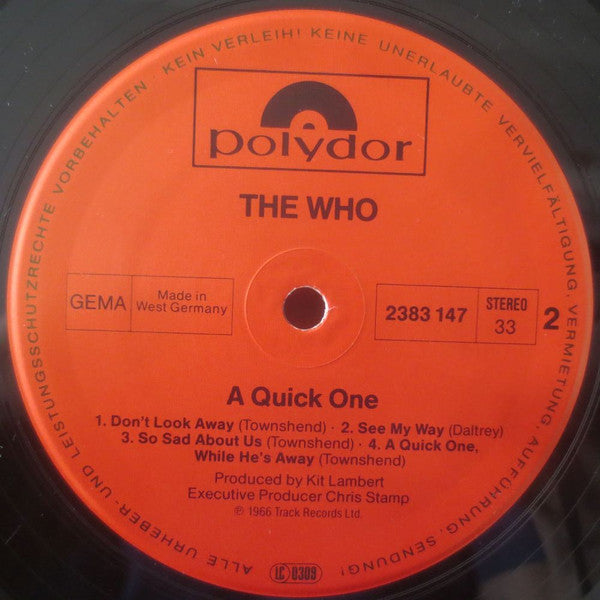 ALLE URHEBER- UND LEISTUNGSSCHUTZRECHTE VORBEHALTEN · KEIN VERLEIH! KEINE UNERLAUBTE VERVIELFÄLTIGUNG, VERMIETUNG, AUFFÜHRUNG, SENDUNG!
polydor
THE WHO
GEMA
Made in
West Germany
2383 147
STEREO
33
2
A Quick One
1. Don't Look Away (Townshend) · 2. See My Way (Daltrey)
3. So Sad About Us (Townshend) · 4. A Quick One,
While He's Away (Townshend)
Produced by Kit Lambert
Executive Producer Chris Stamp
℗ 1966 Track Records Ltd.
LC 0309